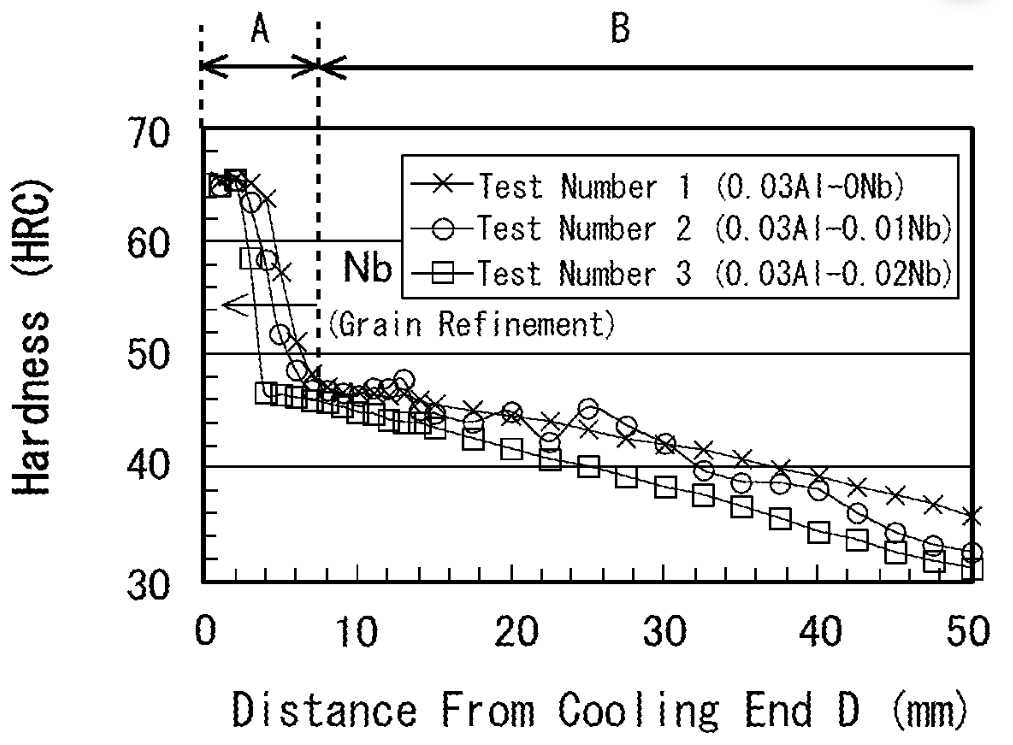 A B
70
60
50
40
30
Hardness (HRC)
Test Number 1 (0.03Al-0Nb)
Test Number 2 (0.03Al-0.01Nb)
Test Number 3 (0.03Al-0.02Nb)
Nb
(Grain Refinement)
0 10 20 30 40 50
Distance From Cooling End D (mm)